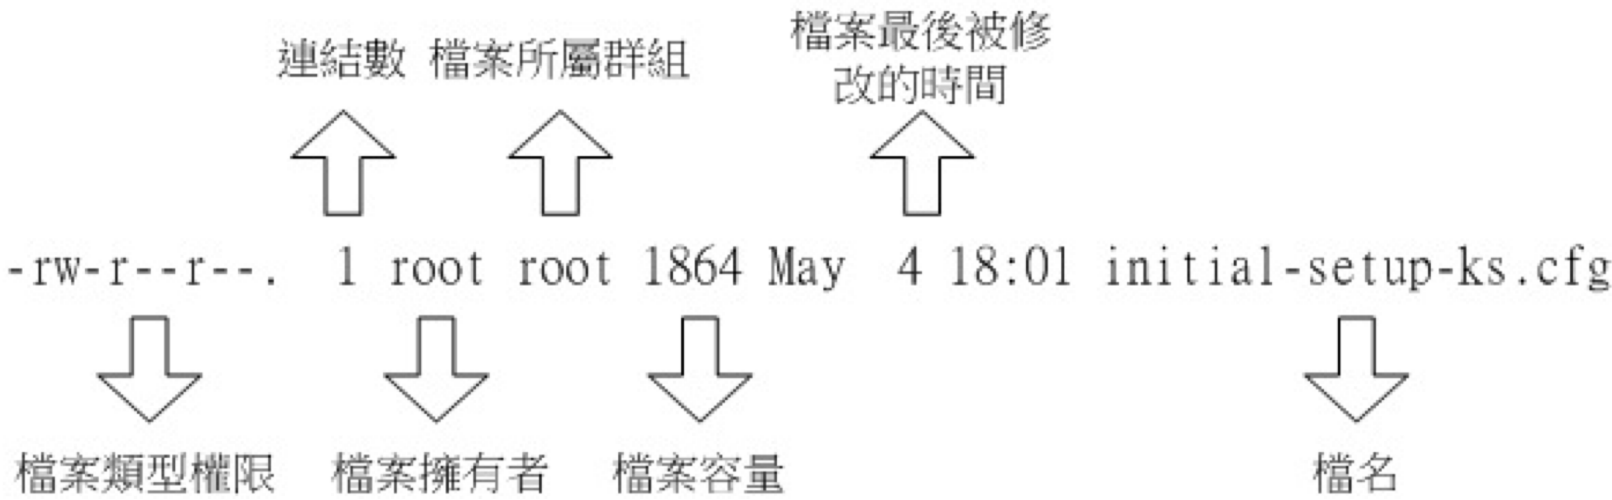 連結數 檔案所屬群組
檔案最後被修
改的時間
-rw-r--r--. 1 root root 1864 May 4 18:01 initial-setup-ks.cfg
檔案類型權限 檔案擁有者 檔案容量 檔名